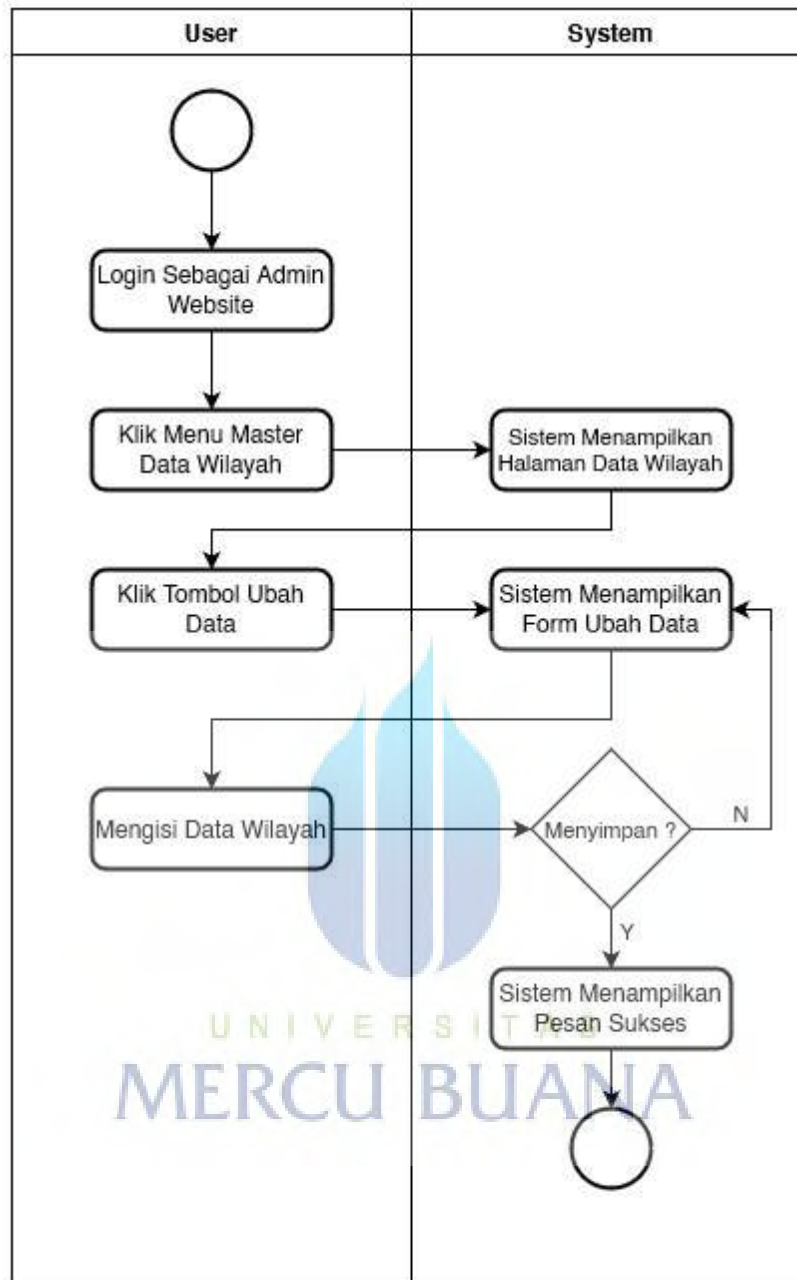 User
System
Login Sebagai Admin
Website
Klik Menu Master
Data Wilayah
Sistem Menampilkan
Halaman Data Wilayah
Klik Tombol Ubah
Data
Sistem Menampilkan
Form Ubah Data
Mengisi Data Wilayah
Menyimpan ?
N
Y
Sistem Menampilkan
Pesan Sukses
UNIVERSITAS
MERCU BUANA